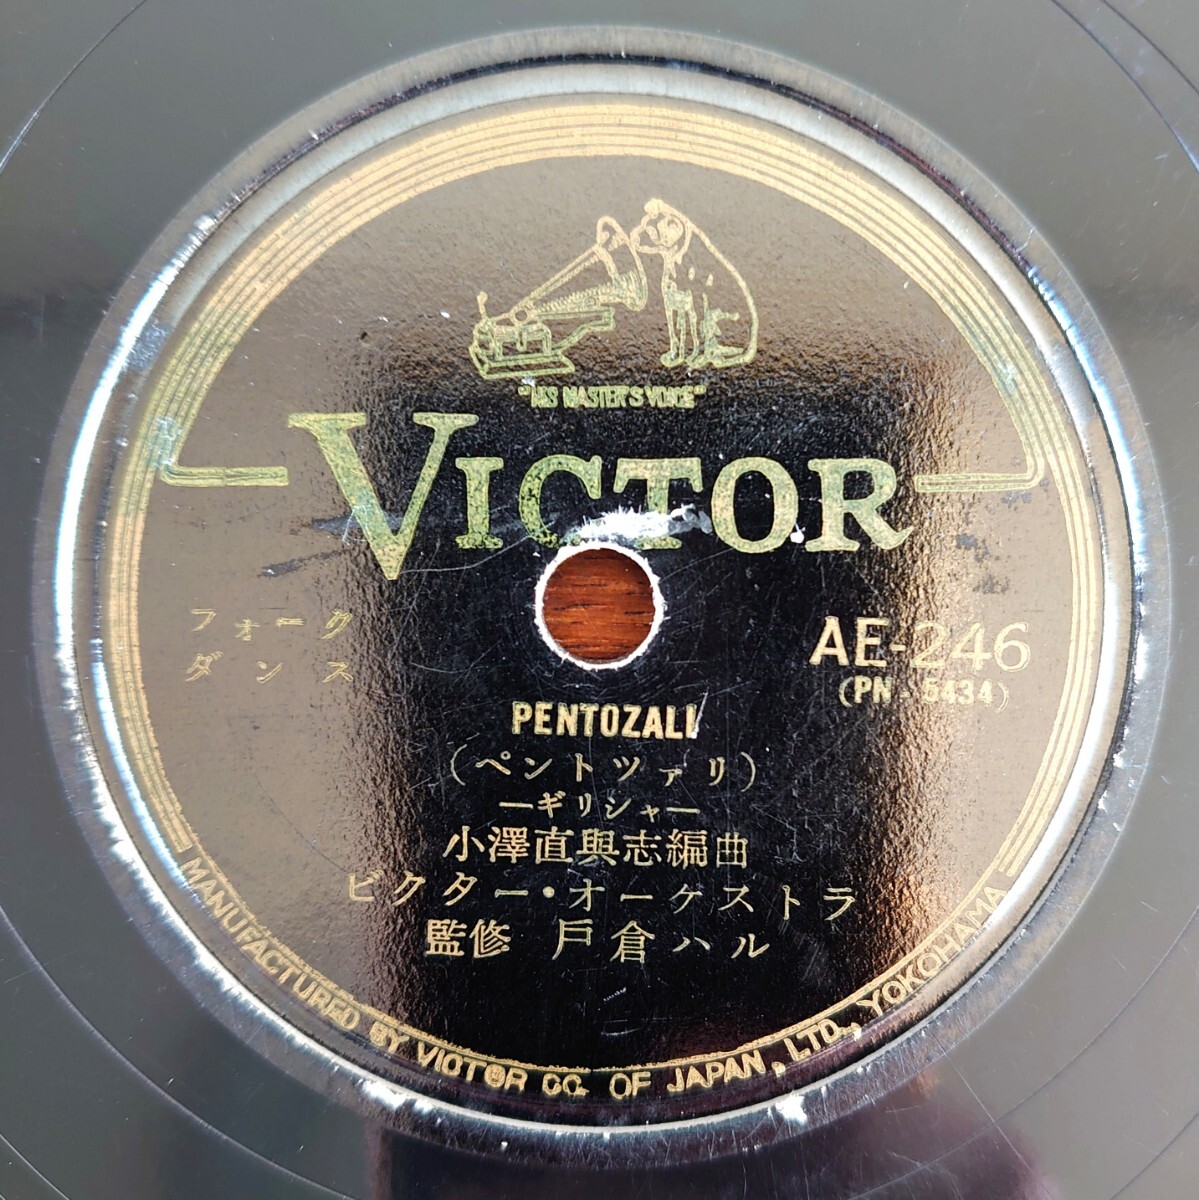 "HIS MASTER'S VOICE"
VICTOR
フォーク
ダンス
AE-246
(PN - 5434)
PENTOZALI
(ペントツァリ)
―ギリシャ―
小澤直與志編曲
ビクター・オーケストラ
監修 戸倉ハル
MANUFACTURED BY VICTOR CO. OF JAPAN, LTD., YOKOHAMA